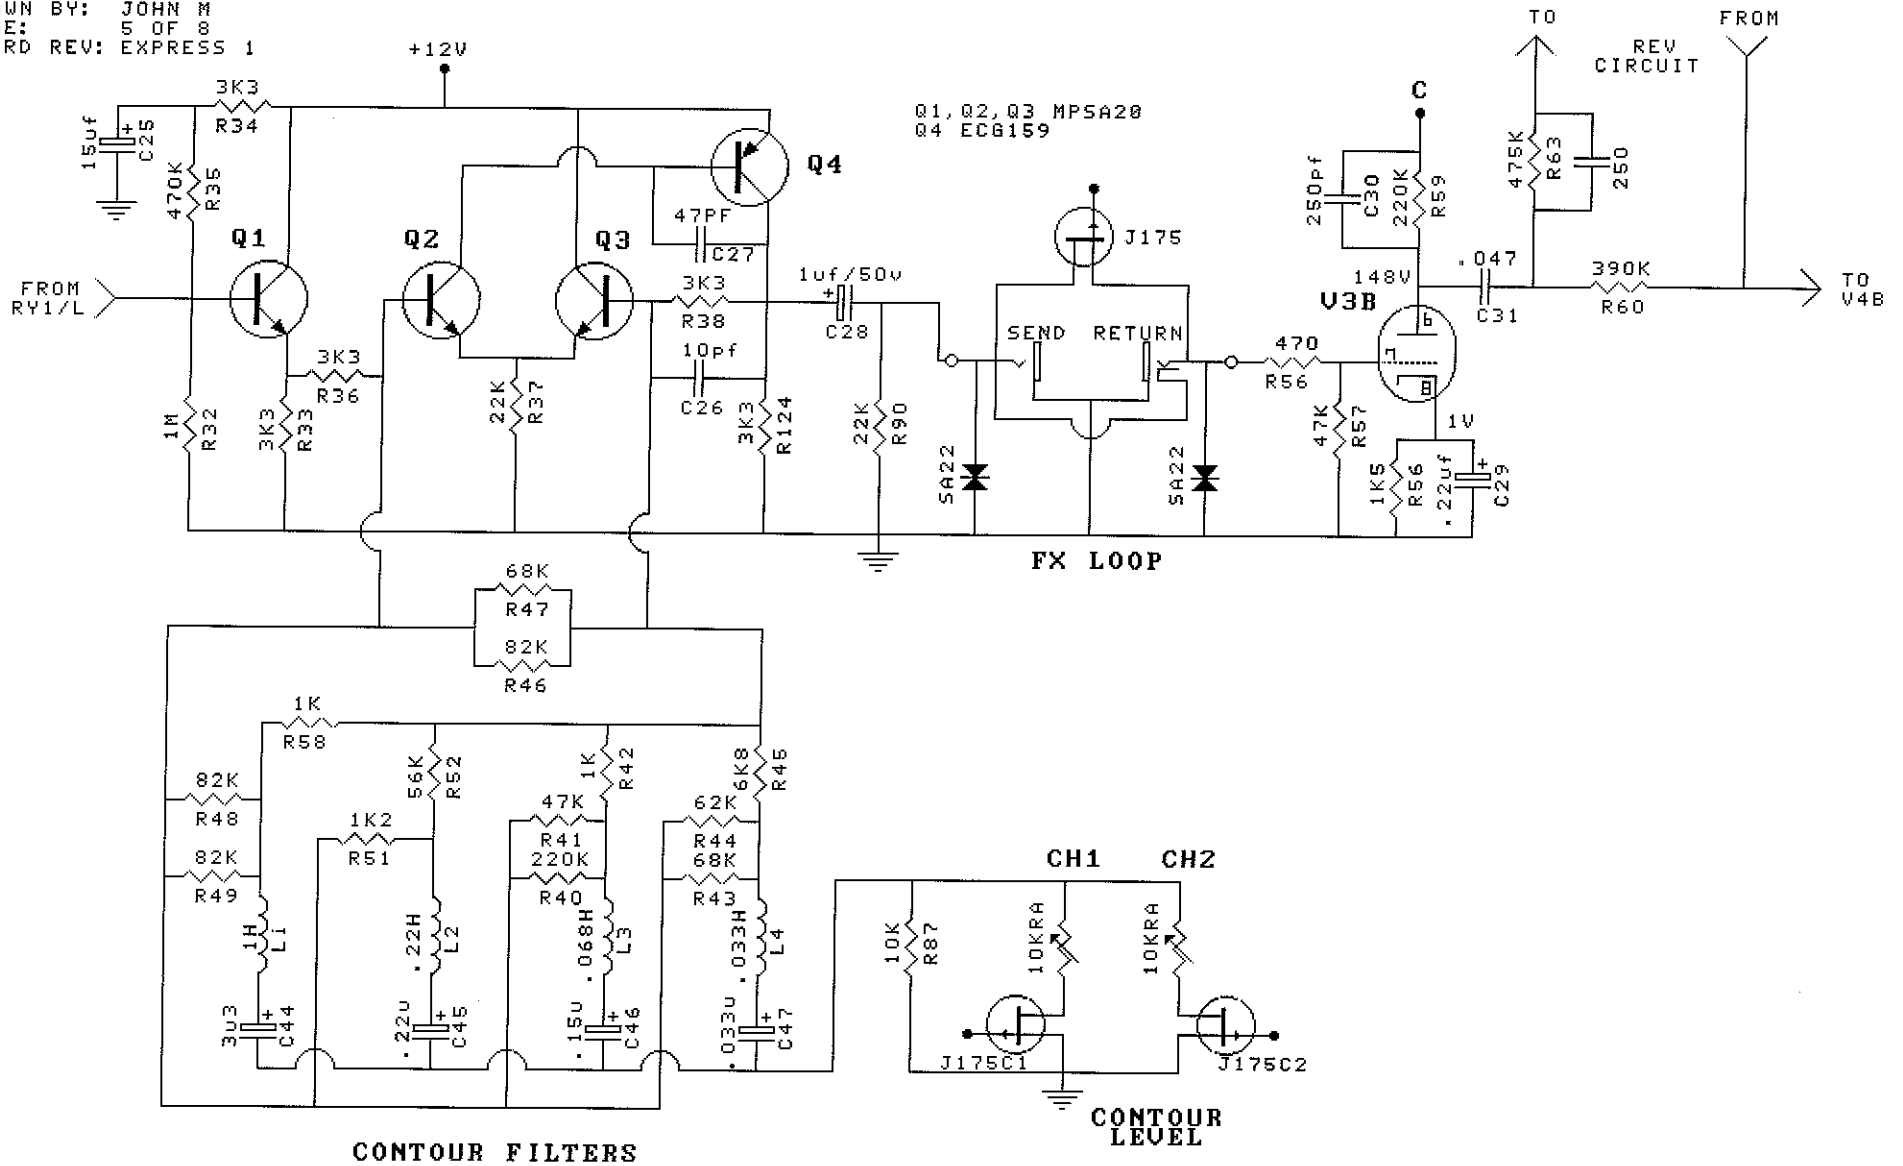 WN BY: JOHN M
E: 5 OF 8
RD REV: EXPRESS 1
+12V
TO
FROM
REV
CIRCUIT
3K3
R34
15uf
C25
470K
R35
Q1,Q2,Q3 MPSA20
Q4 ECG159
C
Q4
47PF
C27
J175
250pf
C30
220K
R59
475K
R63
250
Q1
Q2
Q3
FROM
RY1/L
3K3
R38
1uf/50v
C28
148V
V3B
6
7
8
.047
C31
390K
R60
TO
V4B
SEND
RETURN
3K3
R36
10pf
C26
470
R56
1M
R32
3K3
R33
22K
R37
3K3
R124
22K
R90
SA22
SA22
47K
R57
1V
1K5
R56
.22uf
C29
FX LOOP
68K
R47
82K
R46
1K
R58
56K
R52
1K
R42
6K8
R45
82K
R48
1K2
R51
47K
R41
62K
R44
82K
R49
220K
R40
68K
R43
CH1
CH2
1H
L1
.22H
L2
.068H
L3
.033H
L4
10K
R87
10KRA
10KRA
3u3
C44
.22u
C45
.15u
C46
.033u
C47
J175C1
J175C2
CONTOUR
LEVEL
CONTOUR FILTERS